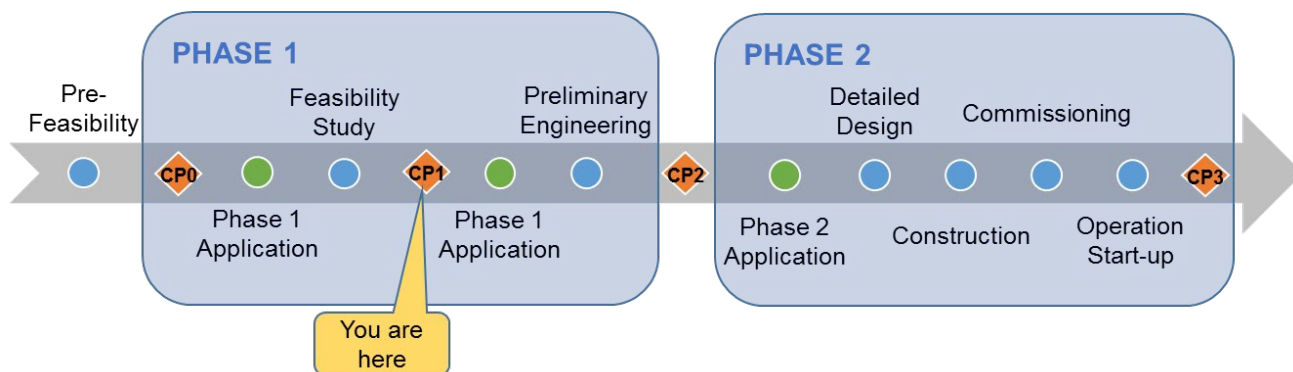 PHASE 1
PHASE 2
Pre-
Feasibility
Feasibility
Study
Preliminary
Engineering
Detailed
Design
Commissioning
CP0
CP1
CP2
CP3
Phase 1
Application
Phase 1
Application
Phase 2
Application
Construction
Operation
Start-up
You are
here